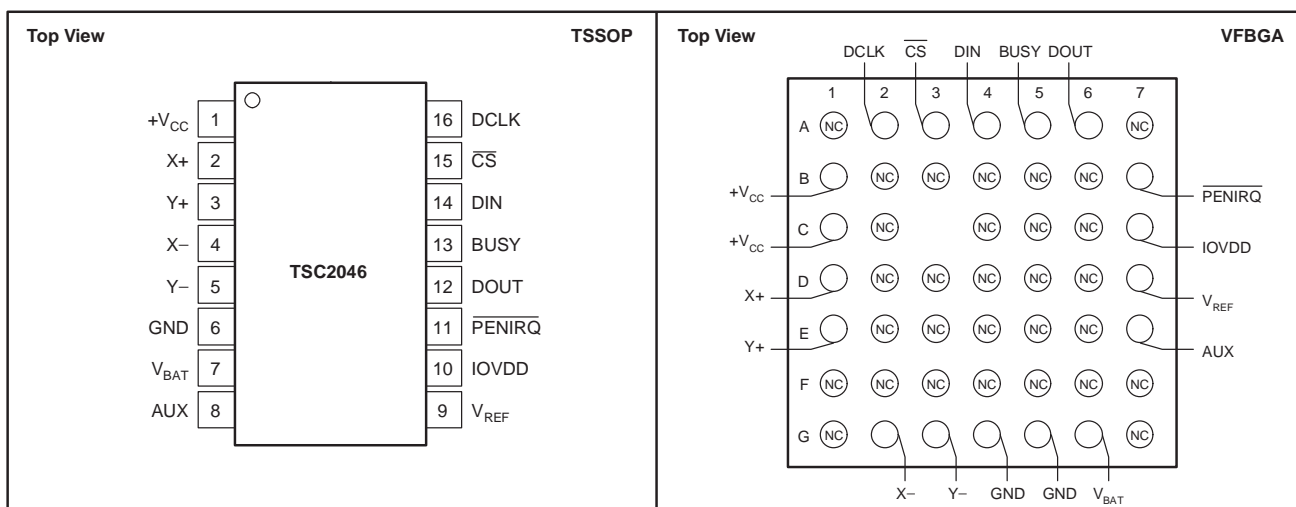 Top View TSSOP
+VCC 1 16 DCLK
X+ 2 15 CS
Y+ 3 14 DIN
X− 4 13 BUSY
TSC2046
Y− 5 12 DOUT
GND 6 11 PENIRQ
VBAT 7 10 IOVDD
AUX 8 9 VREF
Top View VFBGA
DCLK CS DIN BUSY DOUT
1 2 3 4 5 6 7
A NC NC
B NC NC NC NC NC
+VCC PENIRQ
C NC NC NC NC
+VCC IOVDD
D NC NC NC NC NC
X+ VREF
E NC NC NC NC NC
Y+ AUX
F NC NC NC NC NC NC NC
G NC NC
X− Y− GND GND VBAT